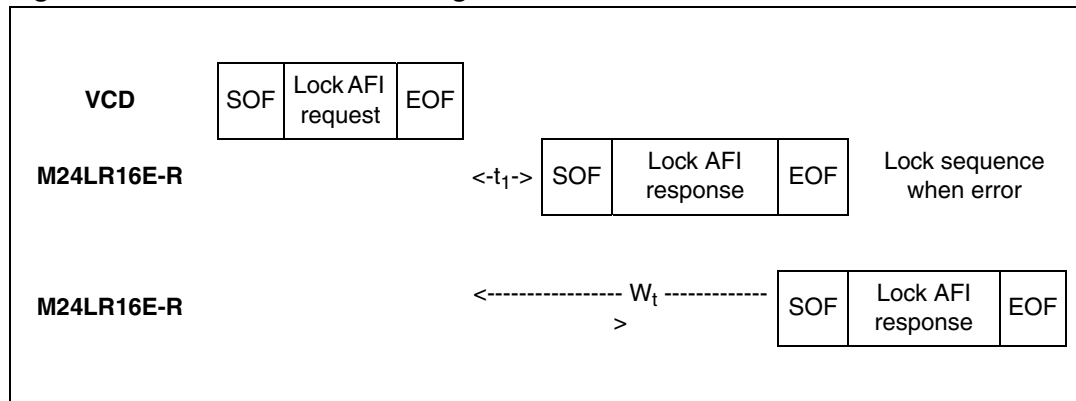 VCD SOF Lock AFI request EOF
M24LR16E-R <-t1-> SOF Lock AFI response EOF Lock sequence when error
M24LR16E-R <----------------- Wt ------------- > SOF Lock AFI response EOF